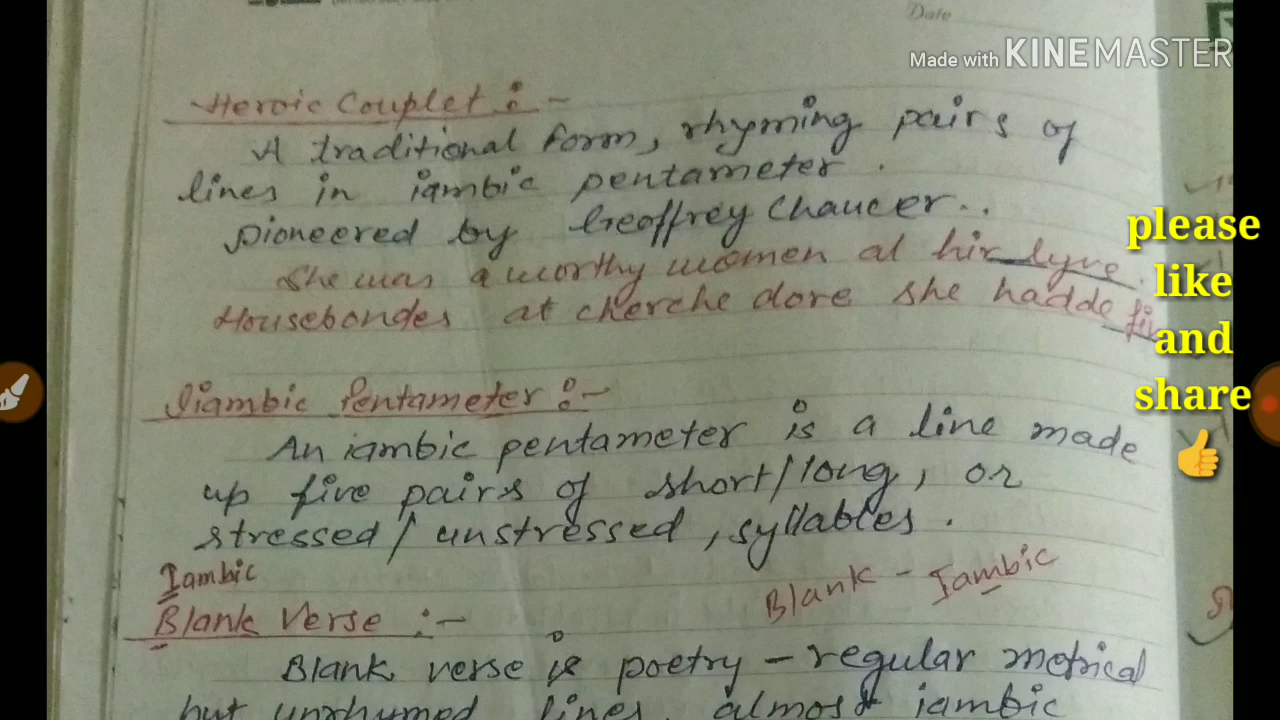 Date
Made with KINEMASTER
Heroic Couplet :-
A traditional form, rhyming pairs of
lines in iambic pentameter.
pioneered by Geoffrey Chaucer..
She was a worthy women al hir lyve.
Housebondes at cherche dore she hadde
Iiambic Pentameter :-
An iambic pentameter is a line made
up five pairs of short/long, or
stressed/unstressed, syllables.
Iambic
Blank - Iambic
Blank Verse :-
Blank verse is poetry - regular metrical
but unrhymed lines, almost iambic
please
like
and
share
👍